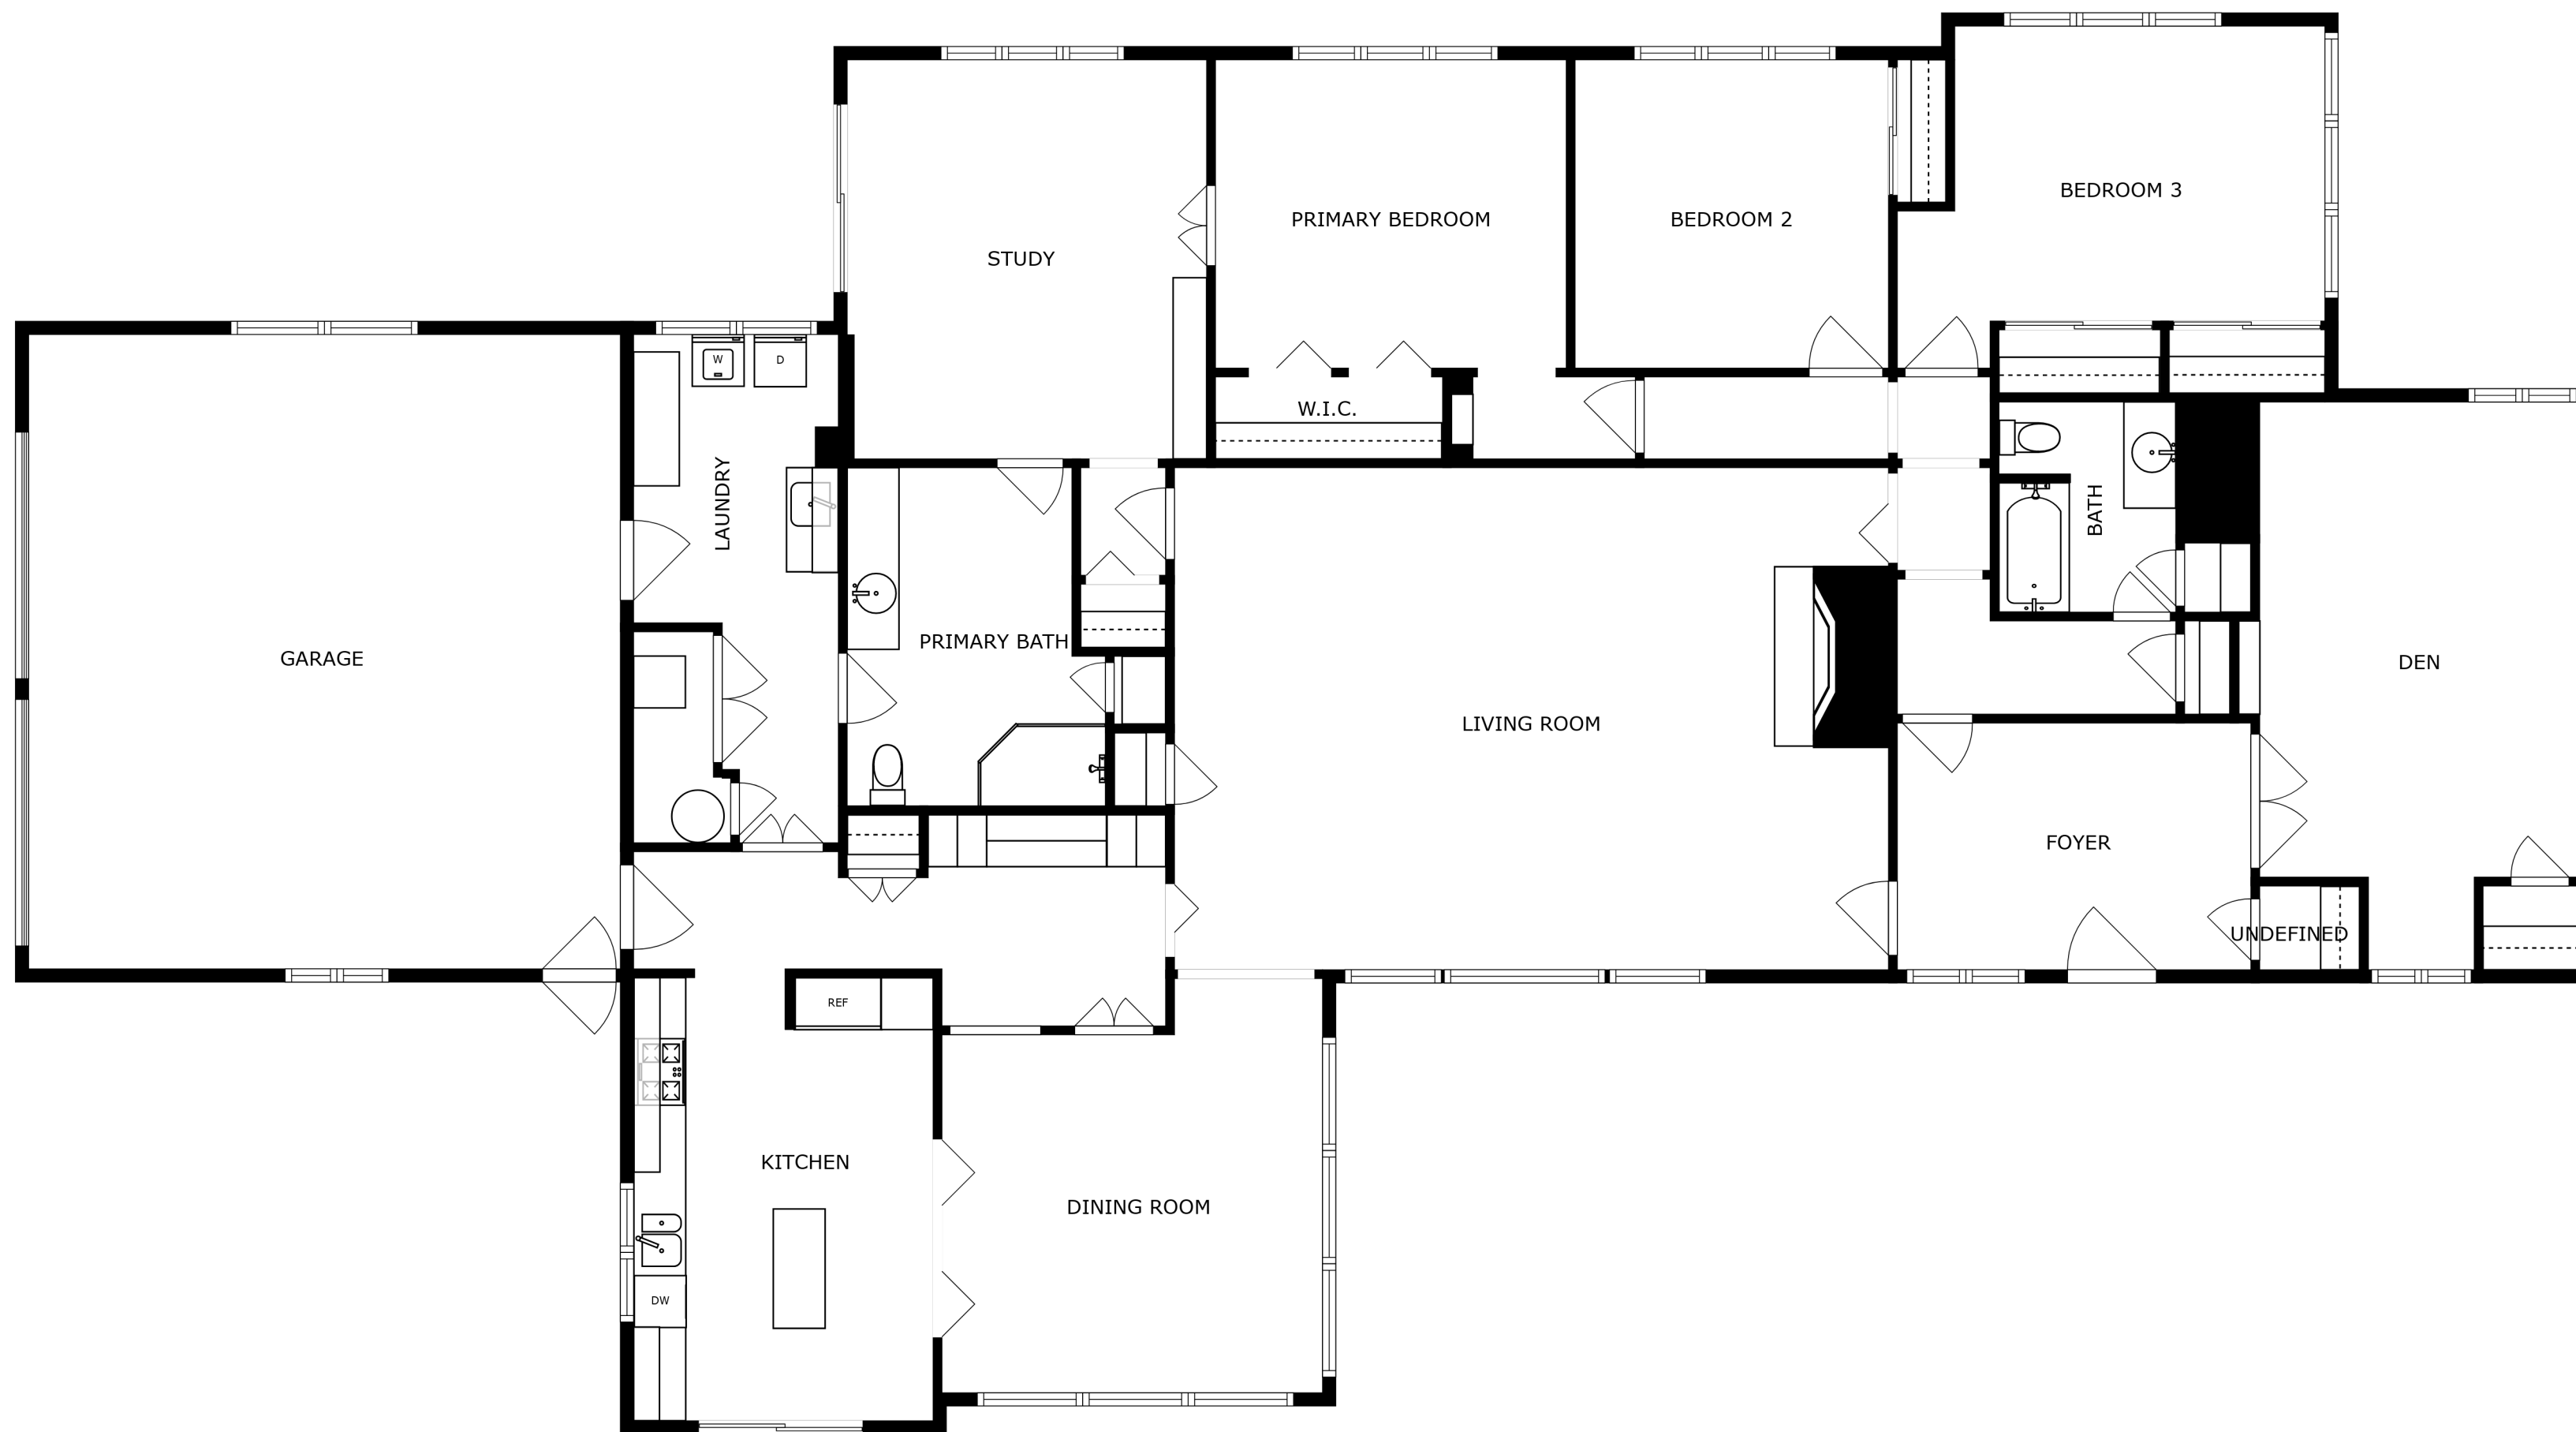 BEDROOM 3
PRIMARY BEDROOM
BEDROOM 2
STUDY
W
D
W.I.C.
LAUNDRY
BATH
PRIMARY BATH
GARAGE
DEN
LIVING ROOM
FOYER
UNDEFINED
REF
KITCHEN
DINING ROOM
DW